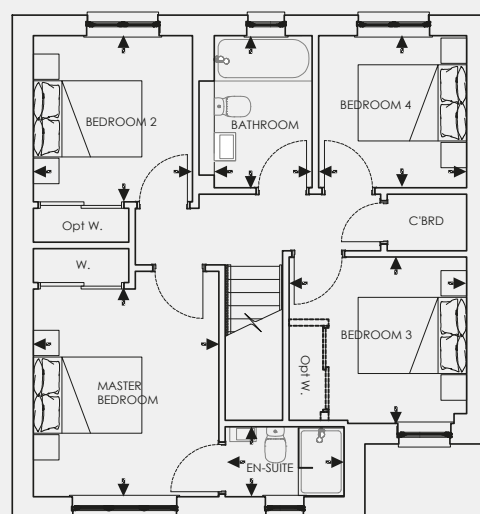 BEDROOM 2
BATHROOM
BEDROOM 4
Opt W.
C'BRD
W.
BEDROOM 3
Opt W.
MASTER
BEDROOM
EN-SUITE